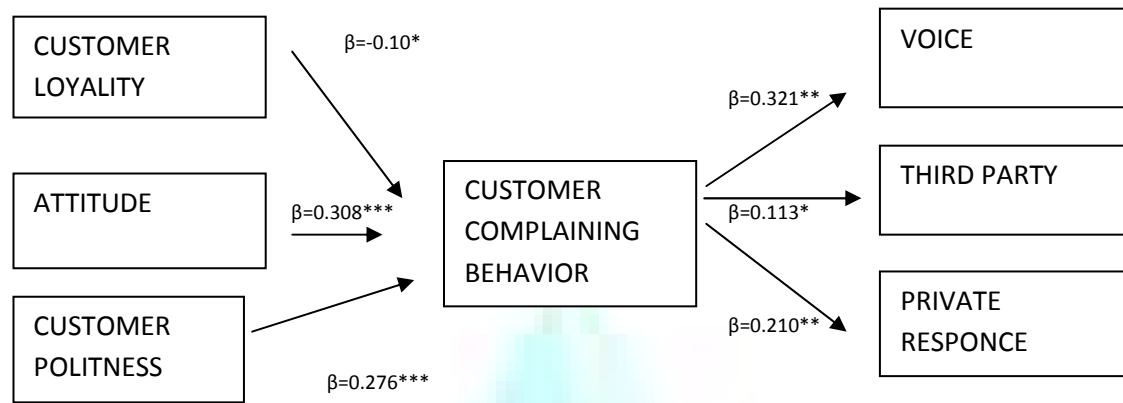 CUSTOMER
LOYALITY
β=-0.10*
ATTITUDE
β=0.308***
CUSTOMER
POLITNESS
β=0.276***
CUSTOMER
COMPLAINING
BEHAVIOR
β=0.321**
β=0.113*
β=0.210**
VOICE
THIRD PARTY
PRIVATE
RESPONCE